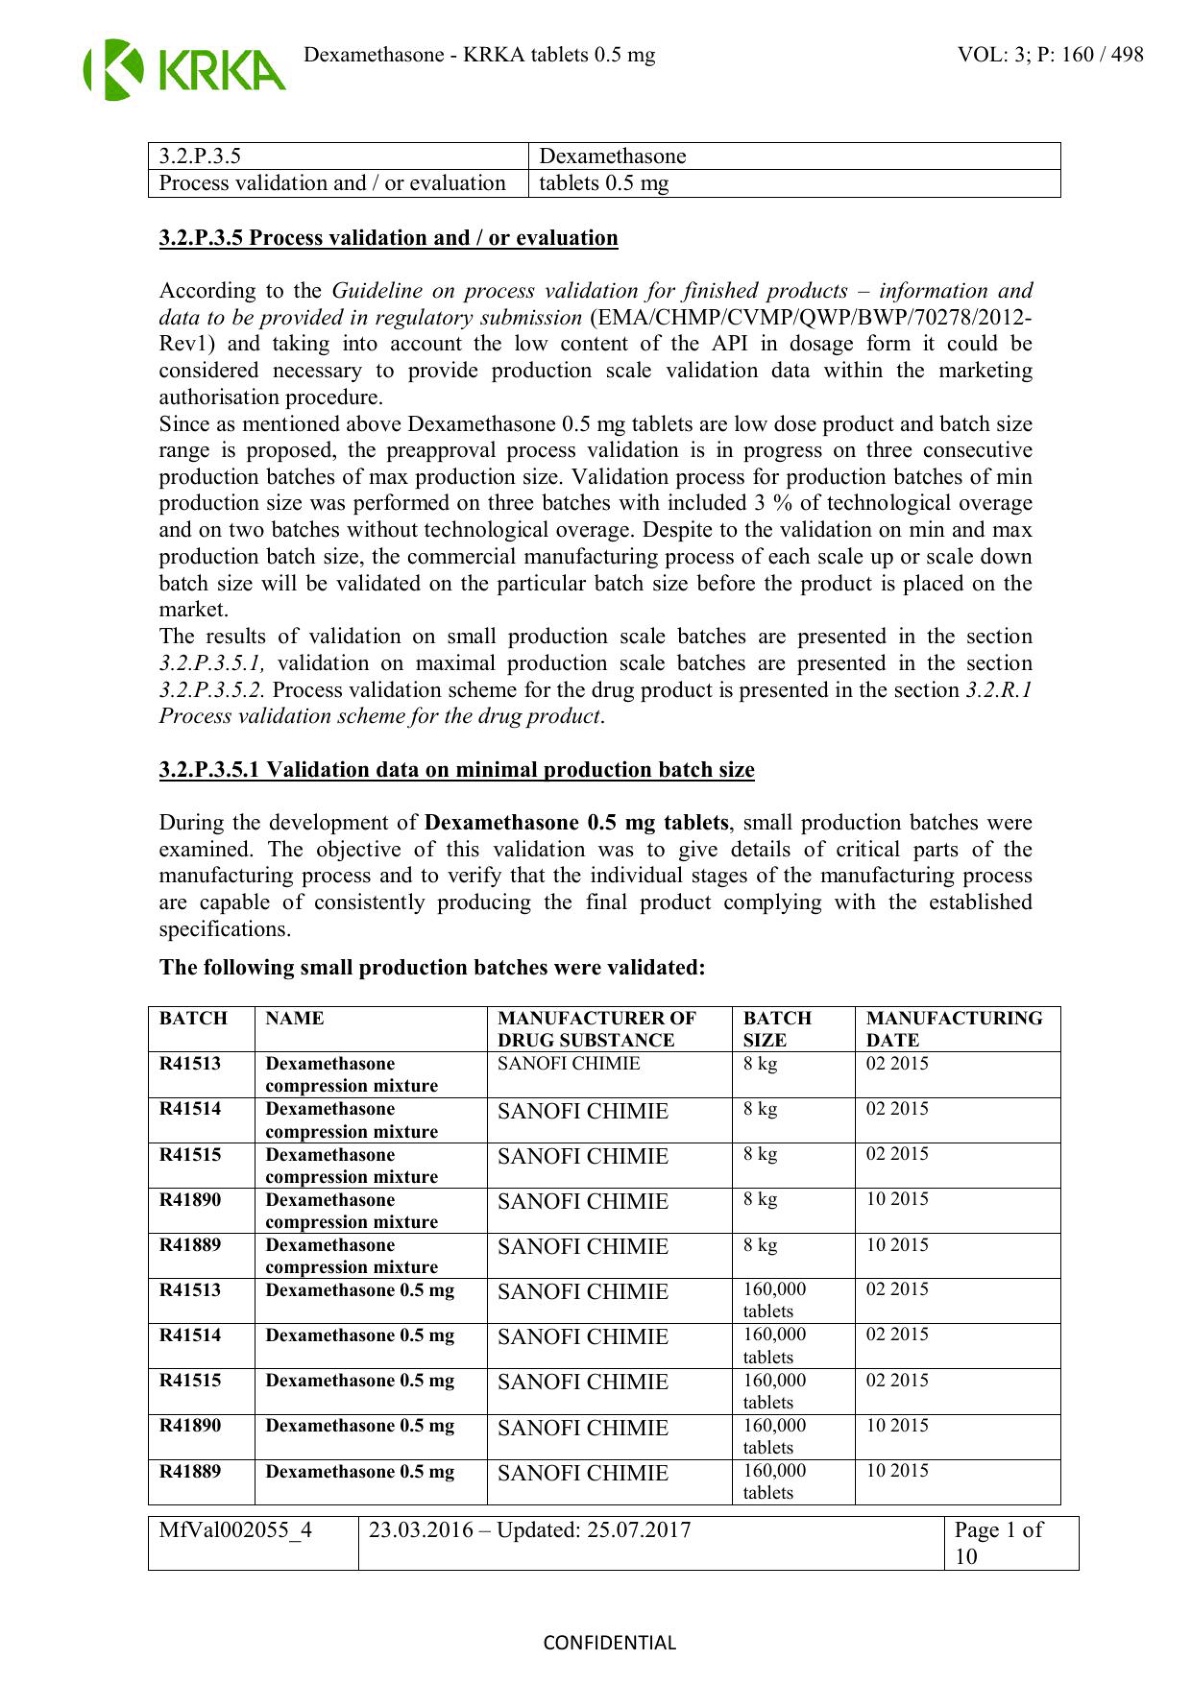 KRKA
Dexamethasone - KRKA tablets 0.5 mg VOL: 3; P: 160 / 498
3.2.P.3.5 Dexamethasone
Process validation and / or evaluation tablets 0.5 mg
3.2.P.3.5 Process validation and / or evaluation
According to the Guideline on process validation for finished products – information and
data to be provided in regulatory submission (EMA/CHMP/CVMP/QWP/BWP/70278/2012-
Rev1) and taking into account the low content of the API in dosage form it could be
considered necessary to provide production scale validation data within the marketing
authorisation procedure.
Since as mentioned above Dexamethasone 0.5 mg tablets are low dose product and batch size
range is proposed, the preapproval process validation is in progress on three consecutive
production batches of max production size. Validation process for production batches of min
production size was performed on three batches with included 3 % of technological overage
and on two batches without technological overage. Despite to the validation on min and max
production batch size, the commercial manufacturing process of each scale up or scale down
batch size will be validated on the particular batch size before the product is placed on the
market.
The results of validation on small production scale batches are presented in the section
3.2.P.3.5.1, validation on maximal production scale batches are presented in the section
3.2.P.3.5.2. Process validation scheme for the drug product is presented in the section 3.2.R.1
Process validation scheme for the drug product.
3.2.P.3.5.1 Validation data on minimal production batch size
During the development of Dexamethasone 0.5 mg tablets, small production batches were
examined. The objective of this validation was to give details of critical parts of the
manufacturing process and to verify that the individual stages of the manufacturing process
are capable of consistently producing the final product complying with the established
specifications.
The following small production batches were validated:
BATCH NAME MANUFACTURER OF BATCH MANUFACTURING
DRUG SUBSTANCE SIZE DATE
R41513 Dexamethasone SANOFI CHIMIE 8 kg 02 2015
compression mixture
R41514 Dexamethasone SANOFI CHIMIE 8 kg 02 2015
compression mixture
R41515 Dexamethasone SANOFI CHIMIE 8 kg 02 2015
compression mixture
R41890 Dexamethasone SANOFI CHIMIE 8 kg 10 2015
compression mixture
R41889 Dexamethasone SANOFI CHIMIE 8 kg 10 2015
compression mixture
R41513 Dexamethasone 0.5 mg SANOFI CHIMIE 160,000 02 2015
tablets
R41514 Dexamethasone 0.5 mg SANOFI CHIMIE 160,000 02 2015
tablets
R41515 Dexamethasone 0.5 mg SANOFI CHIMIE 160,000 02 2015
tablets
R41890 Dexamethasone 0.5 mg SANOFI CHIMIE 160,000 10 2015
tablets
R41889 Dexamethasone 0.5 mg SANOFI CHIMIE 160,000 10 2015
tablets
MfVal002055_4 23.03.2016 – Updated: 25.07.2017 Page 1 of
10
CONFIDENTIAL